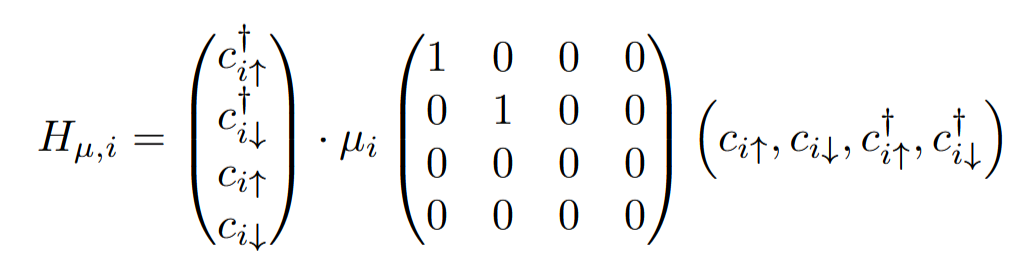 $H_{\mu,i} = \begin{pmatrix} c_{i\uparrow}^{\dagger} \\ c_{i\downarrow}^{\dagger} \\ c_{i\uparrow} \\ c_{i\downarrow} \end{pmatrix} \cdot \mu_i \begin{pmatrix} 1 & 0 & 0 & 0 \\ 0 & 1 & 0 & 0 \\ 0 & 0 & 0 & 0 \\ 0 & 0 & 0 & 0 \end{pmatrix} \left( c_{i\uparrow}, c_{i\downarrow}, c_{i\uparrow}^{\dagger}, c_{i\downarrow}^{\dagger} \right)$